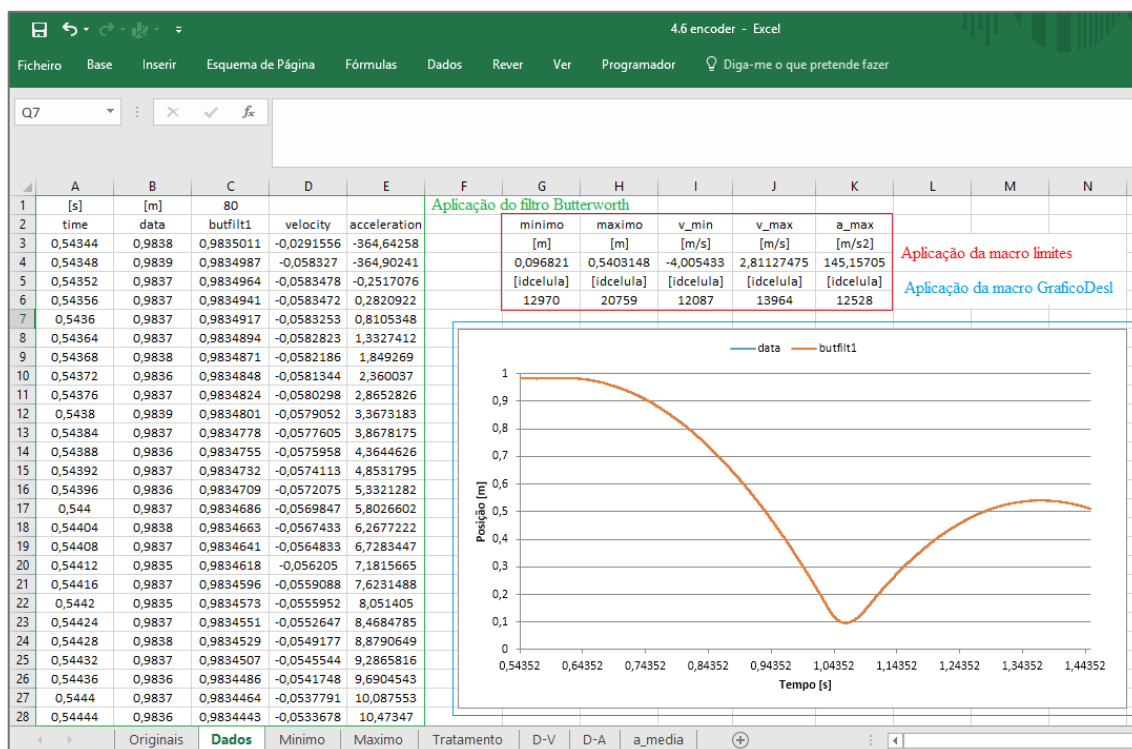 4.6 encoder - Excel
Ficheiro Base Inserir Esquema de Página Fórmulas Dados Rever Ver Programador Diga-me o que pretende fazer
Q7 fx
A B C D E F G H I J K L M N
1 [s] [m] 80 Aplicação do filtro Butterworth
2 time data butfilt1 velocity acceleration minimo maximo v_min v_max a_max
3 0,54344 0,9838 0,9835011 -0,0291556 -364,64258 [m] [m] [m/s] [m/s] [m/s2]
4 0,54348 0,9839 0,9834987 -0,058327 -364,90241 0,096821 0,5403148 -4,005433 2,81127475 145,15705 Aplicação da macro limites
5 0,54352 0,9837 0,9834964 -0,0583478 -0,2517076 [idcelula] [idcelula] [idcelula] [idcelula] [idcelula]
6 0,54356 0,9837 0,9834941 -0,0583472 0,2820922 12970 20759 12087 13964 12528 Aplicação da macro GraficoDesl
7 0,5436 0,9837 0,9834917 -0,0583253 0,8105348
8 0,54364 0,9837 0,9834894 -0,0582823 1,3327412
9 0,54368 0,9838 0,9834871 -0,0582186 1,849269
10 0,54372 0,9836 0,9834848 -0,0581344 2,360037
11 0,54376 0,9837 0,9834824 -0,0580298 2,8652826
12 0,5438 0,9839 0,9834801 -0,0579052 3,3673183
13 0,54384 0,9837 0,9834778 -0,0577605 3,8678175
14 0,54388 0,9836 0,9834755 -0,0575958 4,3644626
15 0,54392 0,9837 0,9834732 -0,0574113 4,8531795
16 0,54396 0,9836 0,9834709 -0,0572075 5,3321282
17 0,544 0,9837 0,9834686 -0,0569847 5,8026602
18 0,54404 0,9838 0,9834663 -0,0567433 6,2677222
19 0,54408 0,9837 0,9834641 -0,0564833 6,7283447
20 0,54412 0,9835 0,9834618 -0,056205 7,1815665
21 0,54416 0,9837 0,9834596 -0,0559088 7,6231488
22 0,5442 0,9835 0,9834573 -0,0555952 8,051405
23 0,54424 0,9837 0,9834551 -0,0552647 8,4684785
24 0,54428 0,9838 0,9834529 -0,0549177 8,8790649
25 0,54432 0,9837 0,9834507 -0,0545544 9,2865816
26 0,54436 0,9836 0,9834486 -0,0541748 9,6904543
27 0,5444 0,9837 0,9834464 -0,0537791 10,087553
28 0,54444 0,9836 0,9834443 -0,0533678 10,47347
data butfilt1
1
0,9
0,8
0,7
0,6
0,5
0,4
0,3
0,2
0,1
0
Posição [m]
0,54352 0,64352 0,74352 0,84352 0,94352 1,04352 1,14352 1,24352 1,34352 1,44352
Tempo [s]
Originais Dados Minimo Maximo Tratamento D-V D-A a_media